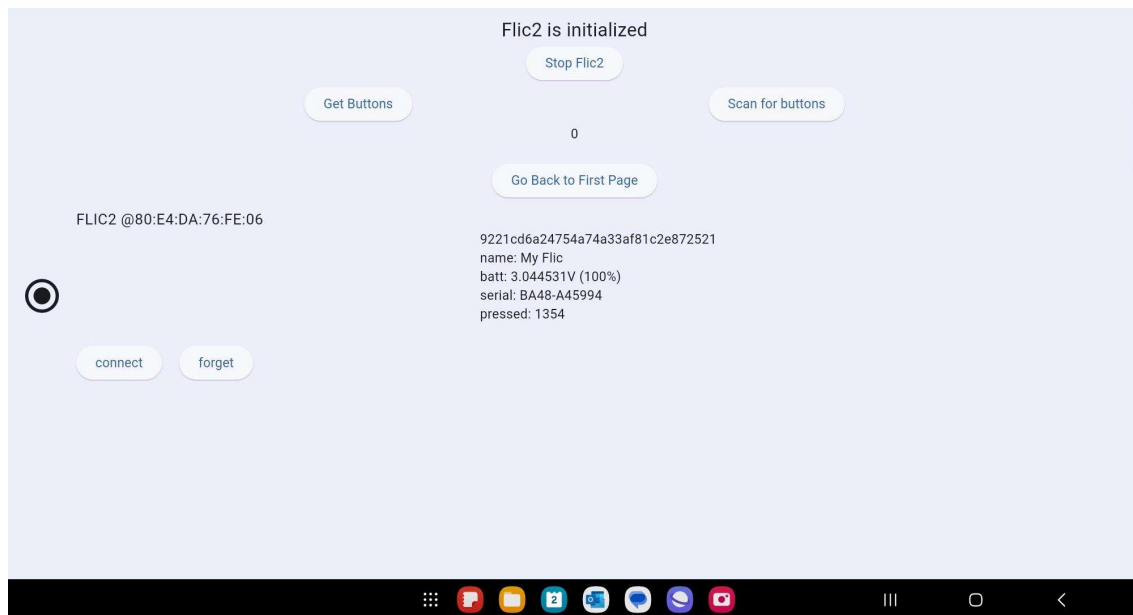 Flic2 is initialized
Stop Flic2
Get Buttons
Scan for buttons
0
Go Back to First Page
FLIC2 @80:E4:DA:76:FE:06
9221cd6a24754a74a33af81c2e872521
name: My Flic
batt: 3.044531V (100%)
serial: BA48-A45994
pressed: 1354
connect
forget
2